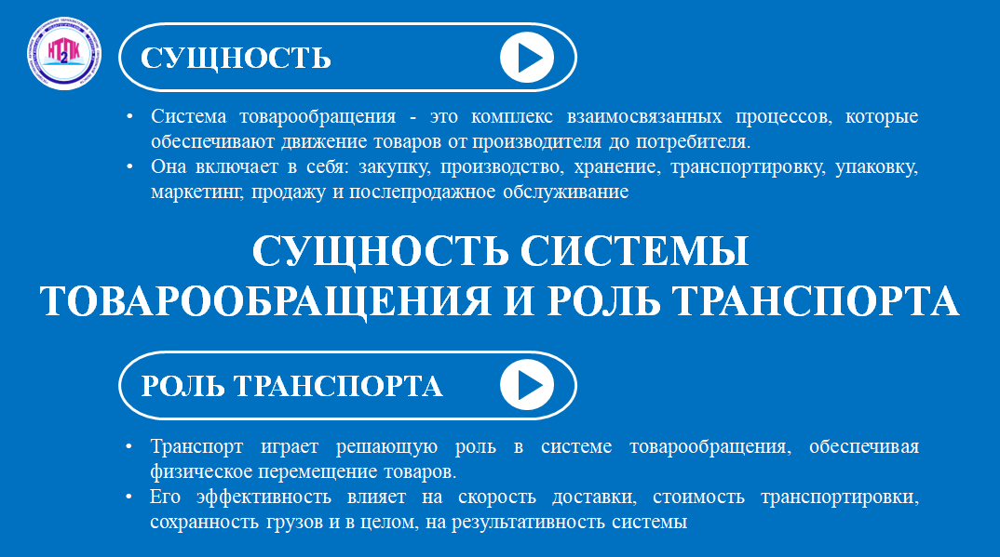 НТПК
2
СУЩНОСТЬ
• Система товарообращения - это комплекс взаимосвязанных процессов, которые
обеспечивают движение товаров от производителя до потребителя.
• Она включает в себя: закупку, производство, хранение, транспортировку, упаковку,
маркетинг, продажу и послепродажное обслуживание
СУЩНОСТЬ СИСТЕМЫ
ТОВАРООБРАЩЕНИЯ И РОЛЬ ТРАНСПОРТА
РОЛЬ ТРАНСПОРТА
• Транспорт играет решающую роль в системе товарообращения, обеспечивая
физическое перемещение товаров.
• Его эффективность влияет на скорость доставки, стоимость транспортировки,
сохранность грузов и в целом, на результативность системы